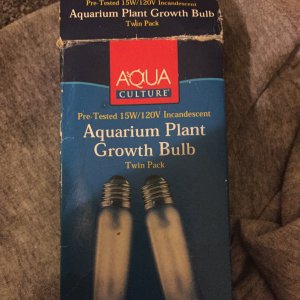 Pre-Tested 15W/120V Incandescent
Aquarium Plant Growth Bulb
Twin Pack
AQUA
CULTURE®
Pre-Tested 15W/120V Incandescent
Aquarium Plant
Growth Bulb
Twin Pack